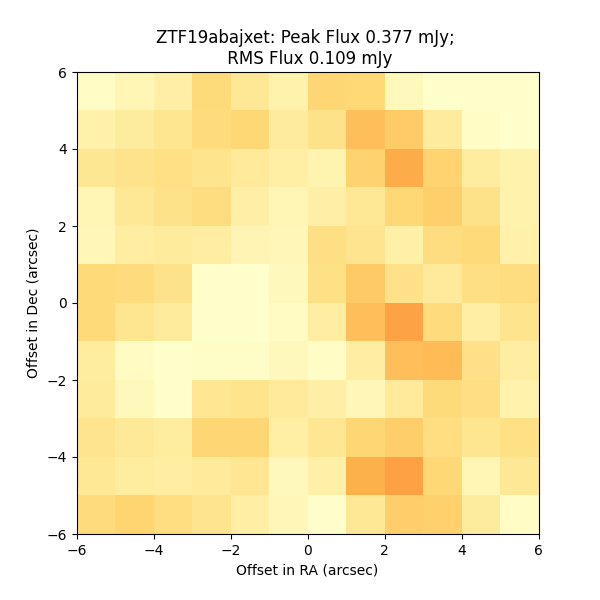 ZTF19abajxet: Peak Flux 0.377 mJy;
RMS Flux 0.109 mJy
6
4
2
0
−2
−4
−6
Offset in Dec (arcsec)
−6 −4 −2 0 2 4 6
Offset in RA (arcsec)